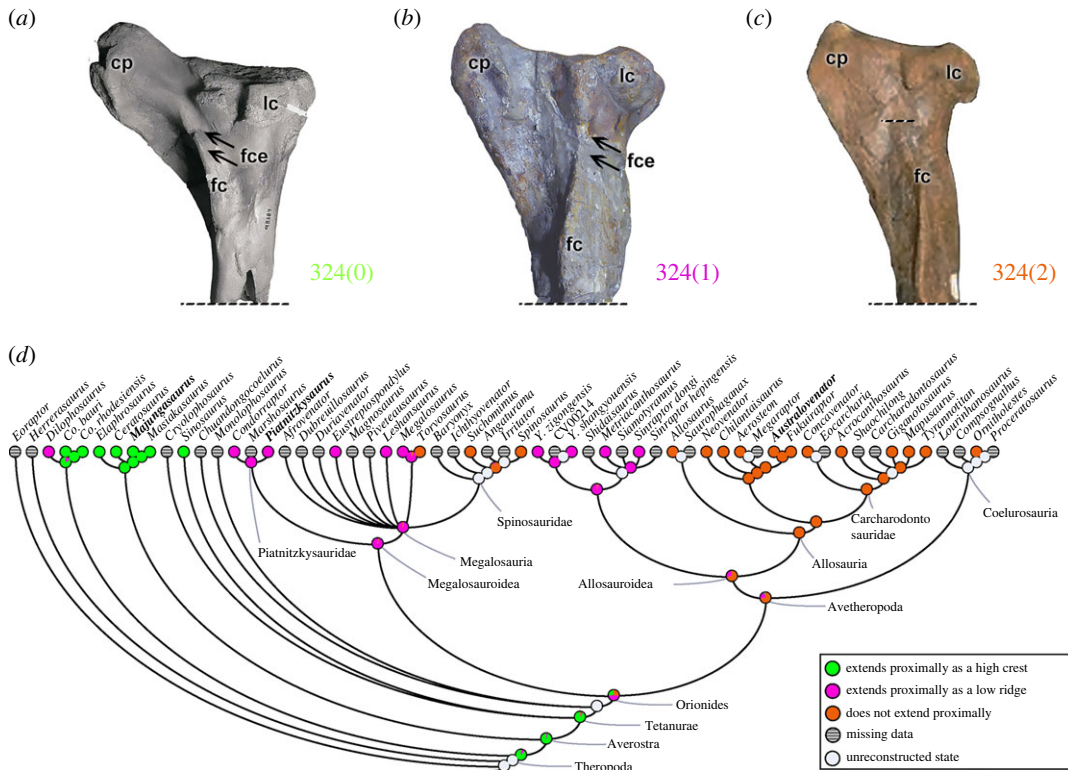 (a)
(b)
(c)
cp
lc
fce
fc
324(0)
cp
lc
fce
fc
324(1)
cp
lc
fc
324(2)
(d)
Eoraptor
Herrerasaurus
Dilophosaurus
Co. bauri
Co. rhodesiensis
Elaphrosaurus
Ceratosaurus
Majungasaurus
Masiakasaurus
Cryolophosaurus
Sinosaurus
Chuandongocoelurus
Monolophosaurus
Condorraptor
Marshosaurus
Piatnitzkysaurus
Afrovenator
Dubreuillosaurus
Duriavenator
Eustreptospondylus
Magnosaurus
Piveteausaurus
Leshansaurus
Megalosaurus
Torvosaurus
Baryonyx
Ichthyovenator
Suchomimus
Angaturama
Irritator
Spinosaurus
Y. zigongensis
Y. shangyouensis
Shidaisaurus
Metriacanthosaurus
Siamotyrannus
Sinraptor dongi
Sinraptor hepingensis
Allosaurus
Saurophaganax
Neovenator
Chilantaisaurus
Aerosteon
Megaraptor
Australovenator
Fukuiraptor
Concavenator
Eocarcharia
Acrocanthosaurus
Shaochilong
Carcharodontosaurus
Giganotosaurus
Mapusaurus
Tyrannotitan
Lourinhanosaurus
Compsognathus
Ornitholestes
Proceratosaurus
Spinosauridae
Piatnitzkysauridae
Megalosauria
Megalosauroidea
Carcharodonto
sauridae
Coelurosauria
Allosauria
Allosauroidea
Avetheropoda
Orionides
Tetanurae
Averostra
Theropoda
extends proximally as a high crest
extends proximally as a low ridge
does not extend proximally
missing data
unreconstructed state